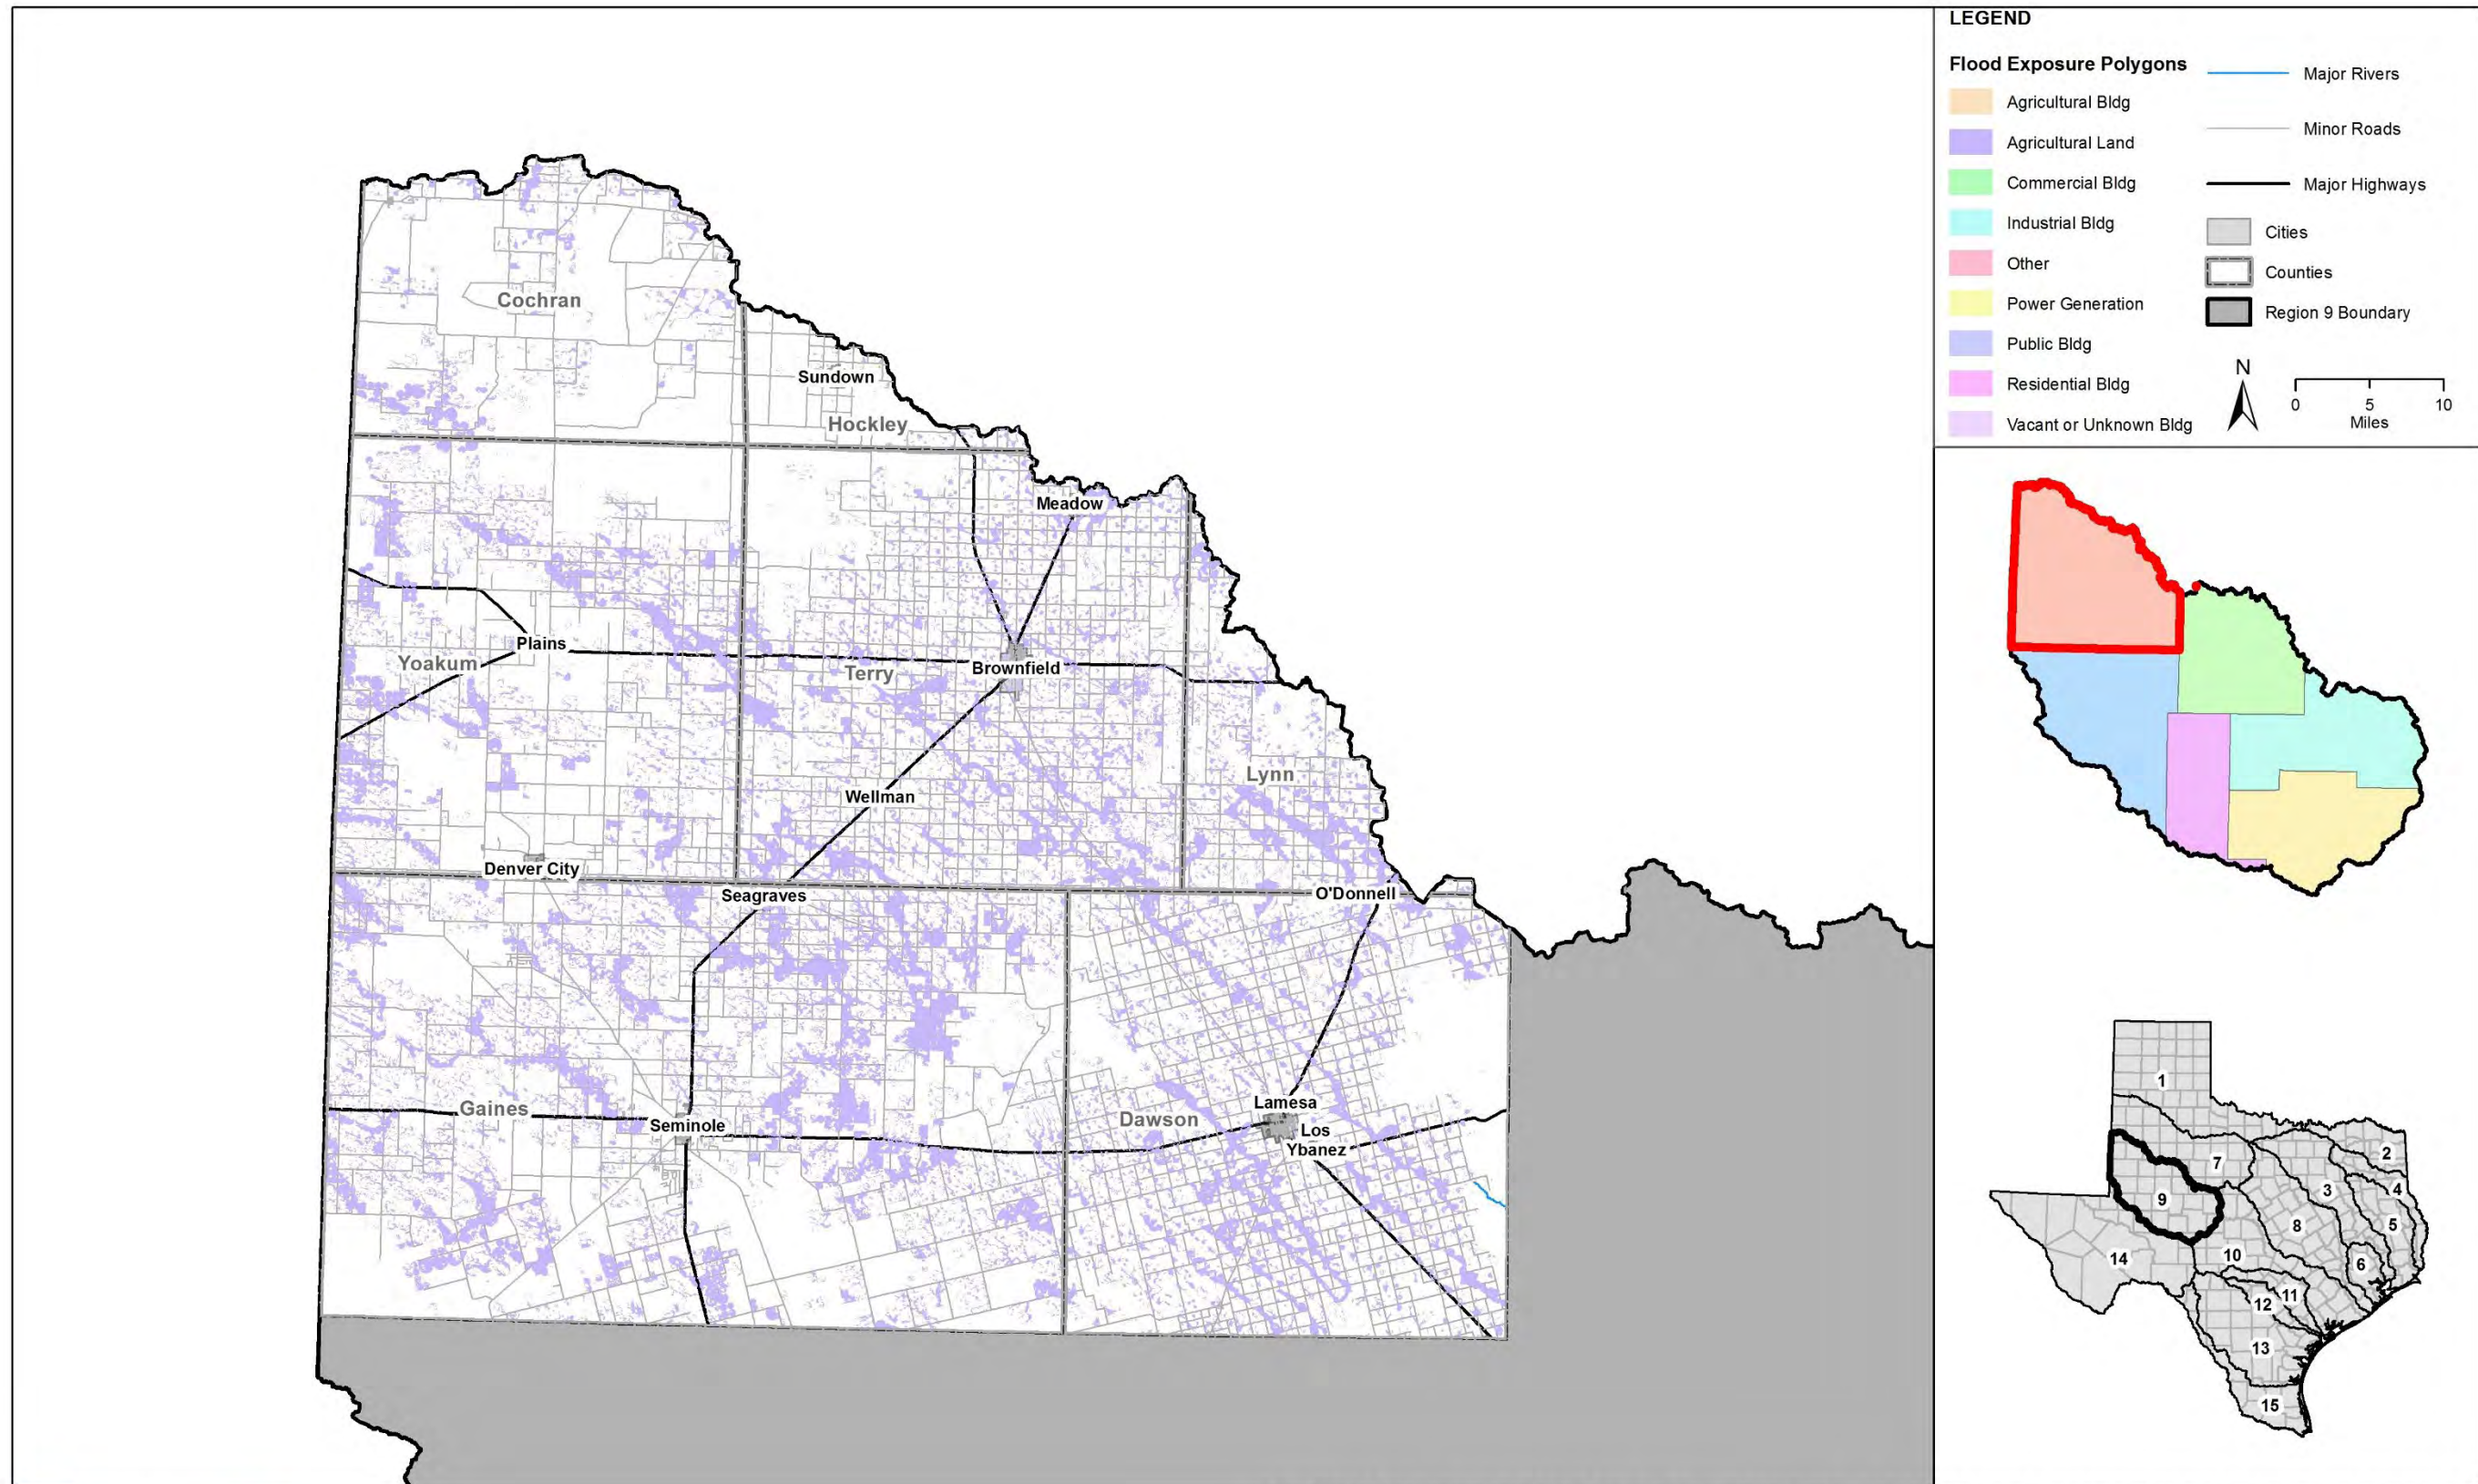 LEGEND
Flood Exposure Polygons
Agricultural Bldg
Agricultural Land
Commercial Bldg
Industrial Bldg
Other
Power Generation
Public Bldg
Residential Bldg
Vacant or Unknown Bldg
Major Rivers
Minor Roads
Major Highways
Cities
Counties
Region 9 Boundary
N
0 5 10
Miles
Cochran
Sundown
Hockley
Meadow
Plains
Yoakum
Terry
Brownfield
Lynn
Wellman
Denver City
Seagraves
O'Donnell
Gaines
Seminole
Dawson
Lamesa
Los
Ybanez
1
2
7
3
4
9
8
5
14
10
6
11
12
13
15